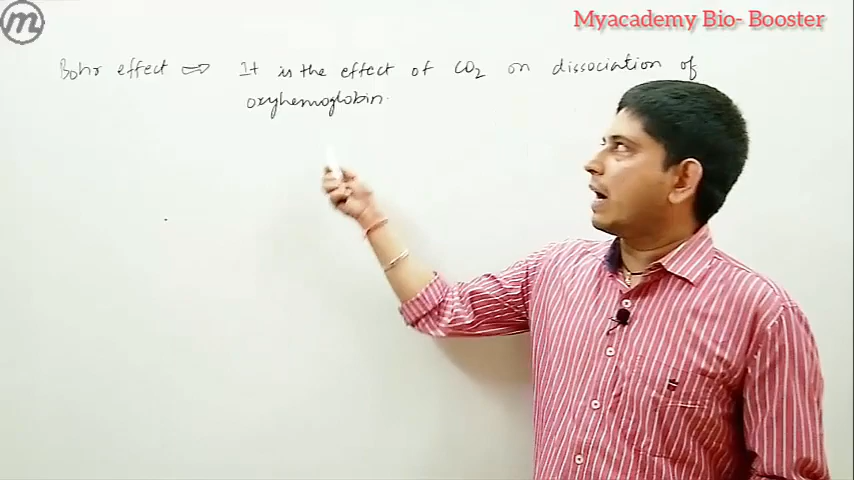 Myacademy Bio- Booster
m
Bohr effect ⇒ It is the effect of CO2 on dissociation of
oxyhemoglobin.